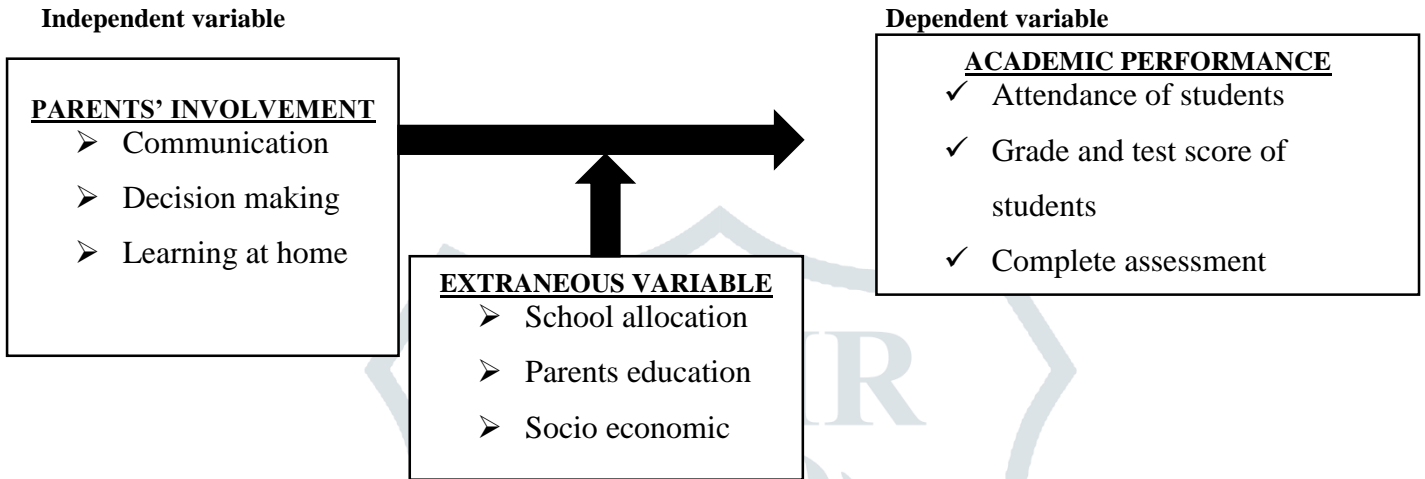 Independent variable
Dependent variable
PARENTS' INVOLVEMENT
➢ Communication
➢ Decision making
➢ Learning at home
EXTRANEOUS VARIABLE
➢ School allocation
➢ Parents education
➢ Socio economic
ACADEMIC PERFORMANCE
✓ Attendance of students
✓ Grade and test score of
students
✓ Complete assessment